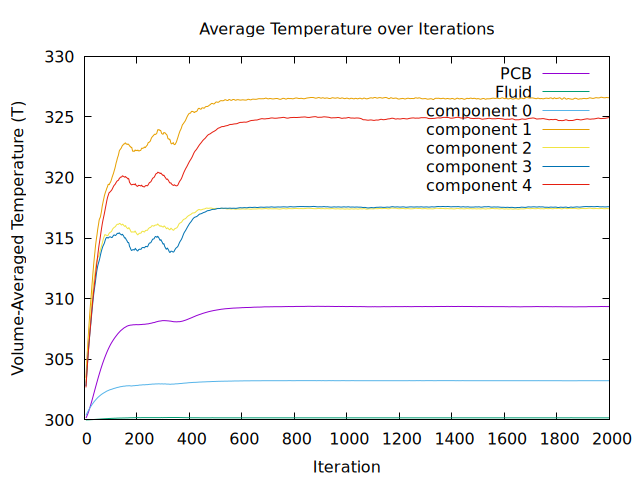 Average Temperature over Iterations
330
325
320
315
310
305
300
Volume-Averaged Temperature (T)
PCB
Fluid
component 0
component 1
component 2
component 3
component 4
0 200 400 600 800 1000 1200 1400 1600 1800 2000
Iteration